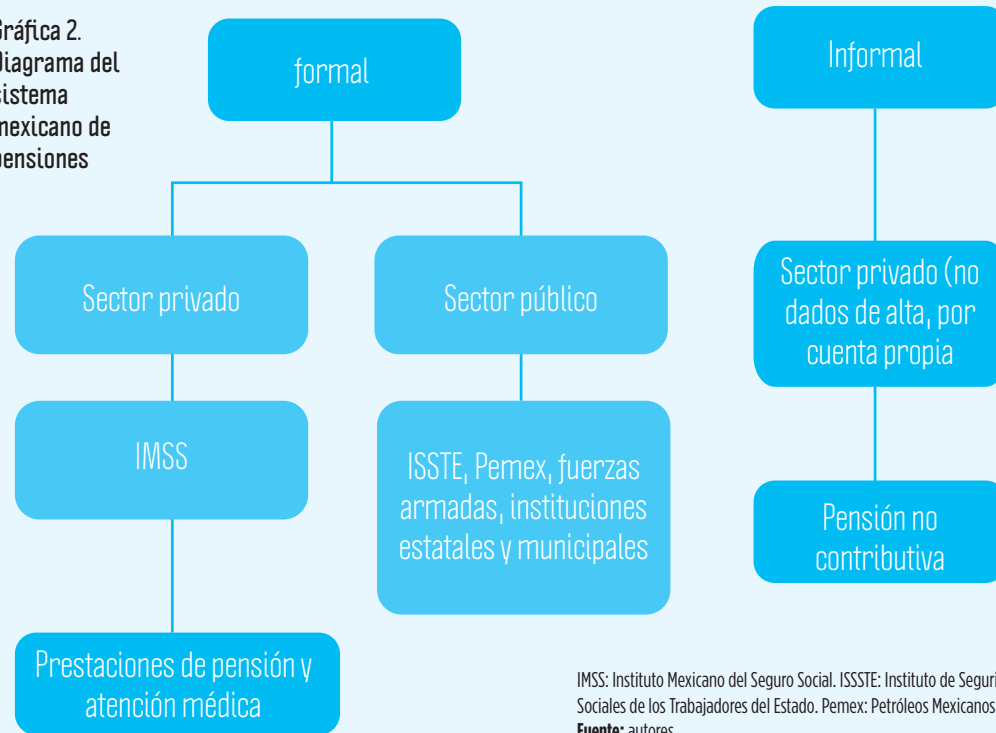 Gráfica 2.
Diagrama del
sistema
mexicano de
pensiones
formal
Informal
Sector privado
Sector público
Sector privado (no
dados de alta, por
cuenta propia
IMSS
ISSTE, Pemex, fuerzas
armadas, instituciones
estatales y municipales
Pensión no
contributiva
Prestaciones de pensión y
atención médica
IMSS: Instituto Mexicano del Seguro Social. ISSSTE: Instituto de Seguri
Sociales de los Trabajadores del Estado. Pemex: Petróleos Mexicanos
Fuente: autores